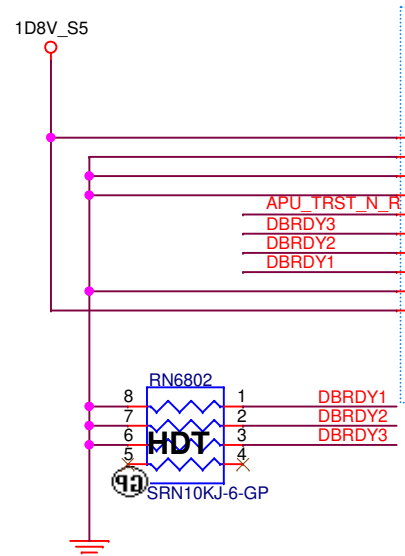 1D8V_S5
APU_TRST_N_R
DBRDY3
DBRDY2
DBRDY1
RN6802
8 1 DBRDY1
7 2 DBRDY2
6 HDT 3 DBRDY3
5 4
GP SRN10KJ-6-GP